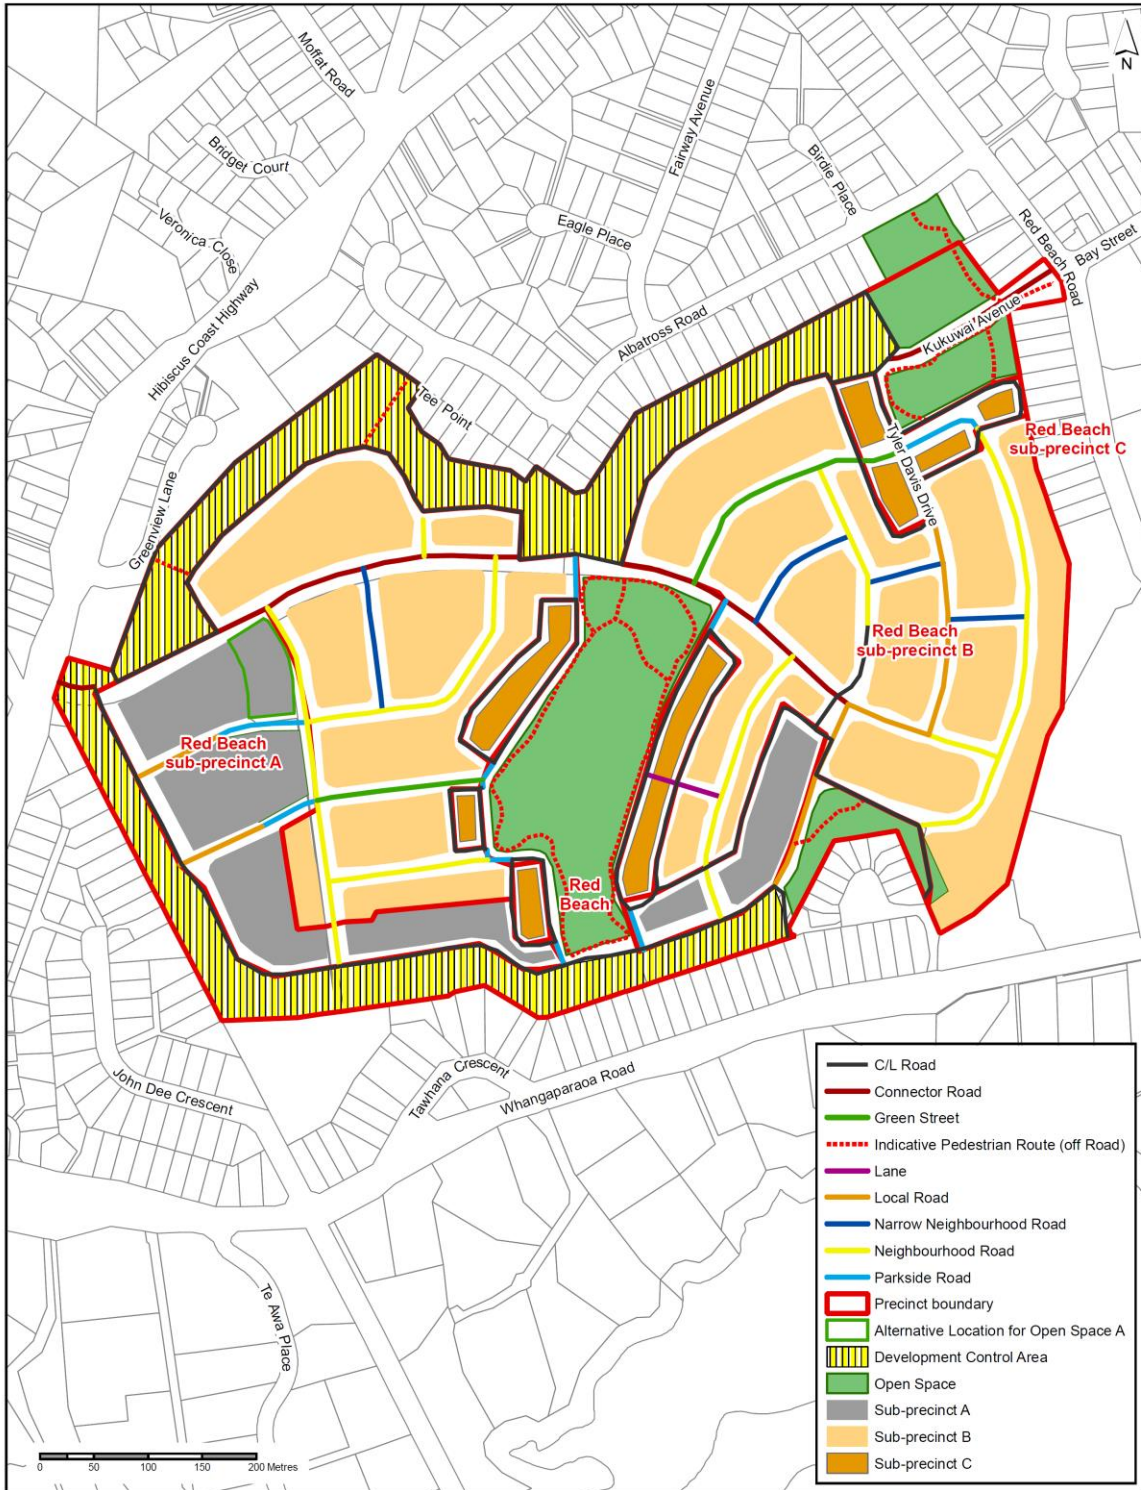 Moffat Road
Bridget Court
Veronica Close
Hibiscus Coast Highway
Greenview Lane
Fairway Avenue
Eagle Place
Birdie Place
Albatross Road
Tee Point
N
Red Beach Road
Bay Street
Kukuwai Avenue
Tyler Davis Drive
Red Beach
sub-precinct C
Red Beach
sub-precinct B
Red Beach
sub-precinct A
Red
Beach
John Dee Crescent
Tawhana Crescent
Whangaparaoa Road
Te Awa Place
C/L Road
Connector Road
Green Street
Indicative Pedestrian Route (off Road)
Lane
Local Road
Narrow Neighbourhood Road
Neighbourhood Road
Parkside Road
Precinct boundary
Alternative Location for Open Space A
Development Control Area
Open Space
Sub-precinct A
Sub-precinct B
Sub-precinct C
0 50 100 150 200 Metres